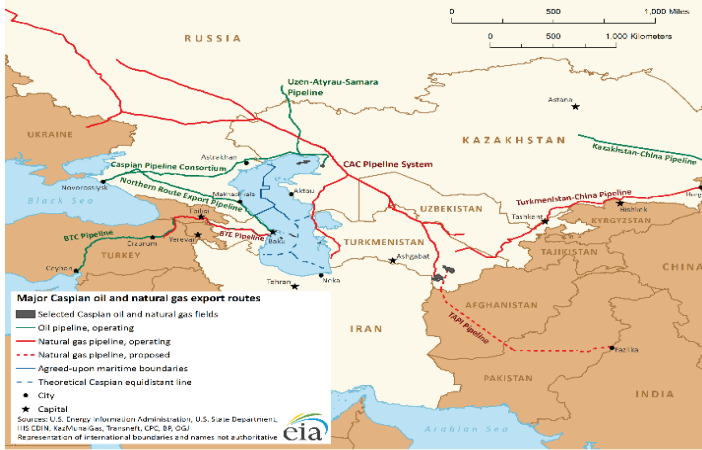 0 500 1,000 Miles
0 500 1,000 Kilometers
RUSSIA
Uzen-Atyrau-Samara
Pipeline
Astana
UKRAINE
KAZAKHSTAN
Kazakhstan-China Pipeline
Astrakhan
Caspian Pipeline Consortium
CAC Pipeline System
Novorossiysk
Northern Route Export Pipeline
Makhachkala
Aktau
Turkmenistan-China Pipeline
Black Sea
UZBEKISTAN
Bishkek
Tbilisi
Tashkent
KYRGYZSTAN
BTC Pipeline
Erzurum
Yerevan
BTE Pipeline
Baku
TURKMENISTAN
TAJIKISTAN
TURKEY
Ashgabat
CHINA
Ceyhan
Tehran
Neka
AFGHANISTAN
TAPI Pipeline
IRAN
Fazilka
PAKISTAN
INDIA
Arabian Sea
Major Caspian oil and natural gas export routes
Selected Caspian oil and natural gas fields
Oil pipeline, operating
Natural gas pipeline, operating
Natural gas pipeline, proposed
Agreed-upon maritime boundaries
Theoretical Caspian equidistant line
City
Capital
Sources: U.S. Energy Information Administration, U.S. State Department,
IHS EDIN, KazMunaiGas, Transneft, CPC, BP, OGJ
Representation of international boundaries and names not authoritative
eia